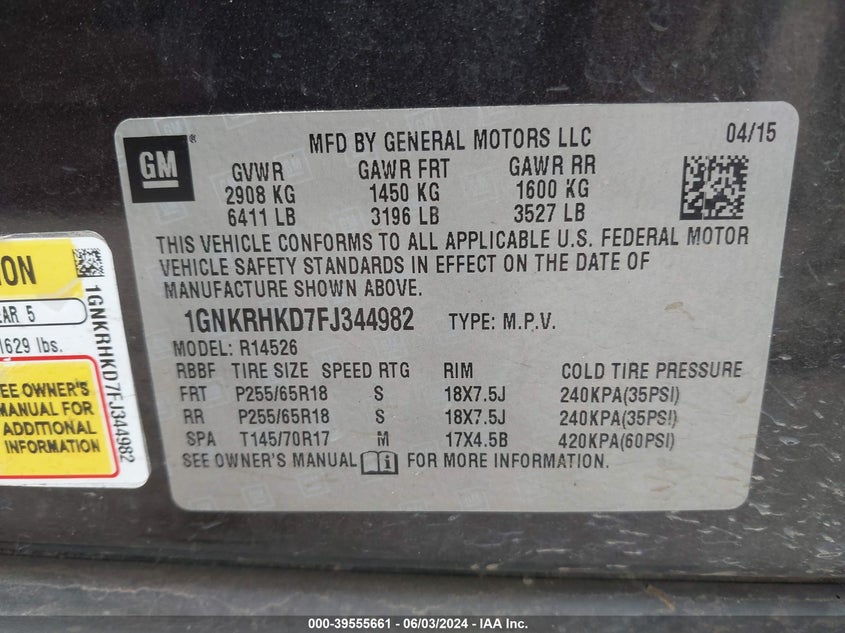 GM®
MFD BY GENERAL MOTORS LLC 04/15
GVWR GAWR FRT GAWR RR
2908 KG 1450 KG 1600 KG
6411 LB 3196 LB 3527 LB
THIS VEHICLE CONFORMS TO ALL APPLICABLE U.S. FEDERAL MOTOR
VEHICLE SAFETY STANDARDS IN EFFECT ON THE DATE OF
MANUFACTURE SHOWN ABOVE.
1GNKRHKD7FJ344982 TYPE: M.P.V.
MODEL: R14526
RBBF TIRE SIZE SPEED RTG RIM COLD TIRE PRESSURE
FRT P255/65R18 S 18X7.5J 240KPA(35PSI)
RR P255/65R18 S 18X7.5J 240KPA(35PSI)
SPA T145/70R17 M 17X4.5B 420KPA(60PSI)
SEE OWNER'S MANUAL FOR MORE INFORMATION.
ION
EAR 5
1629 lbs.
SEE OWNER'S
MANUAL FOR
ADDITIONAL
INFORMATION
1GNKRHKD7FJ344982
000-39555661 - 06/03/2024 - IAA Inc.